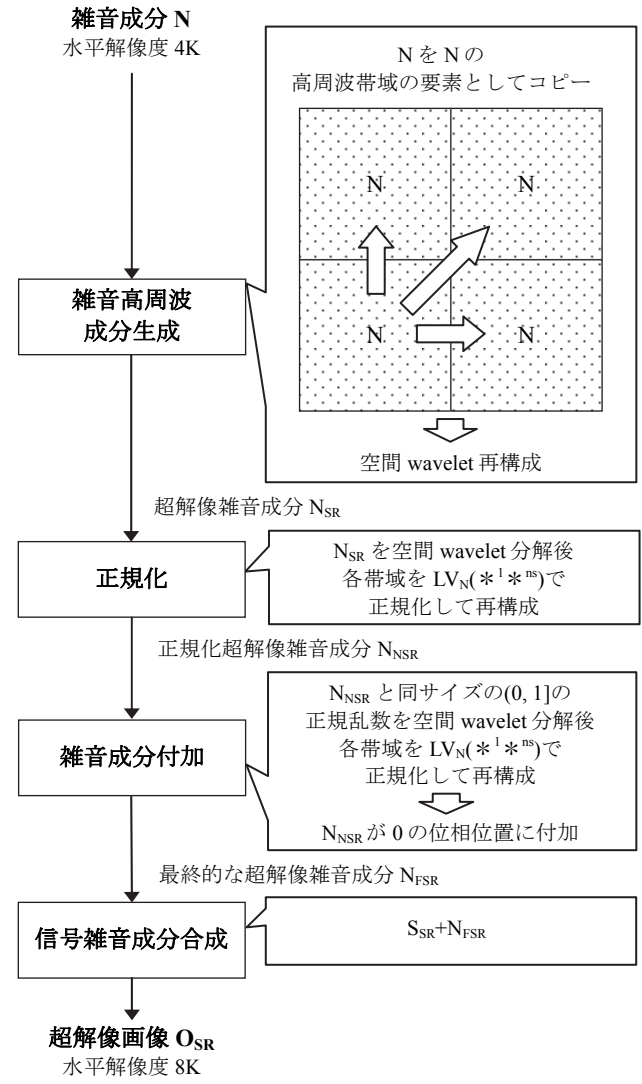 雑音成分 N
水平解像度 4K
N を N の
高周波帯域の要素としてコピー
N
N
N
N
空間 wavelet 再構成
雑音高周波
成分生成
超解像雑音成分 NSR
正規化
NSR を空間 wavelet 分解後
各帯域を LVN(＊l＊ns)で
正規化して再構成
正規化超解像雑音成分 NNSR
雑音成分付加
NNSR と同サイズの(0, 1]の
正規乱数を空間 wavelet 分解後
各帯域を LVN(＊l＊ns)で
正規化して再構成
NNSR が 0 の位相位置に付加
最終的な超解像雑音成分 NFSR
信号雑音成分合成
SSR+NFSR
超解像画像 OSR
水平解像度 8K